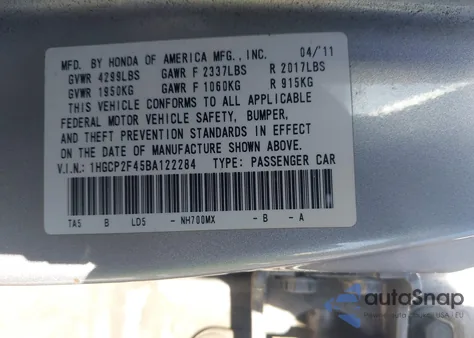 MFD. BY HONDA OF AMERICA MFG., INC. 04/'11
GVWR 4299LBS GAWR F 2337LBS R 2017LBS
GVWR 1950KG GAWR F 1060KG R 915KG
THIS VEHICLE CONFORMS TO ALL APPLICABLE
FEDERAL MOTOR VEHICLE SAFETY, BUMPER,
AND THEFT PREVENTION STANDARDS IN EFFECT
ON THE DATE OF MANUFACTURE SHOWN ABOVE.
V.I.N.: 1HGCP2F45BA122284 TYPE: PASSENGER CAR
TA5 B LD5 - NH700MX - B - A
autoSnap